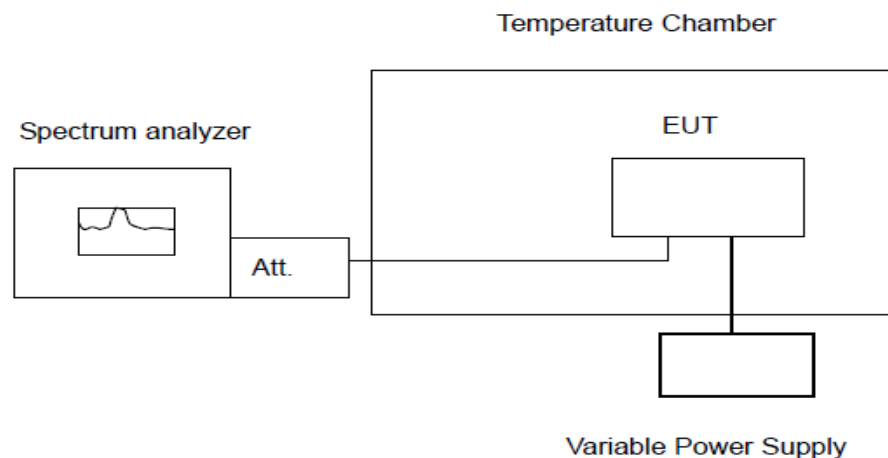 Temperature Chamber
Spectrum analyzer
EUT
Att.
Variable Power Supply